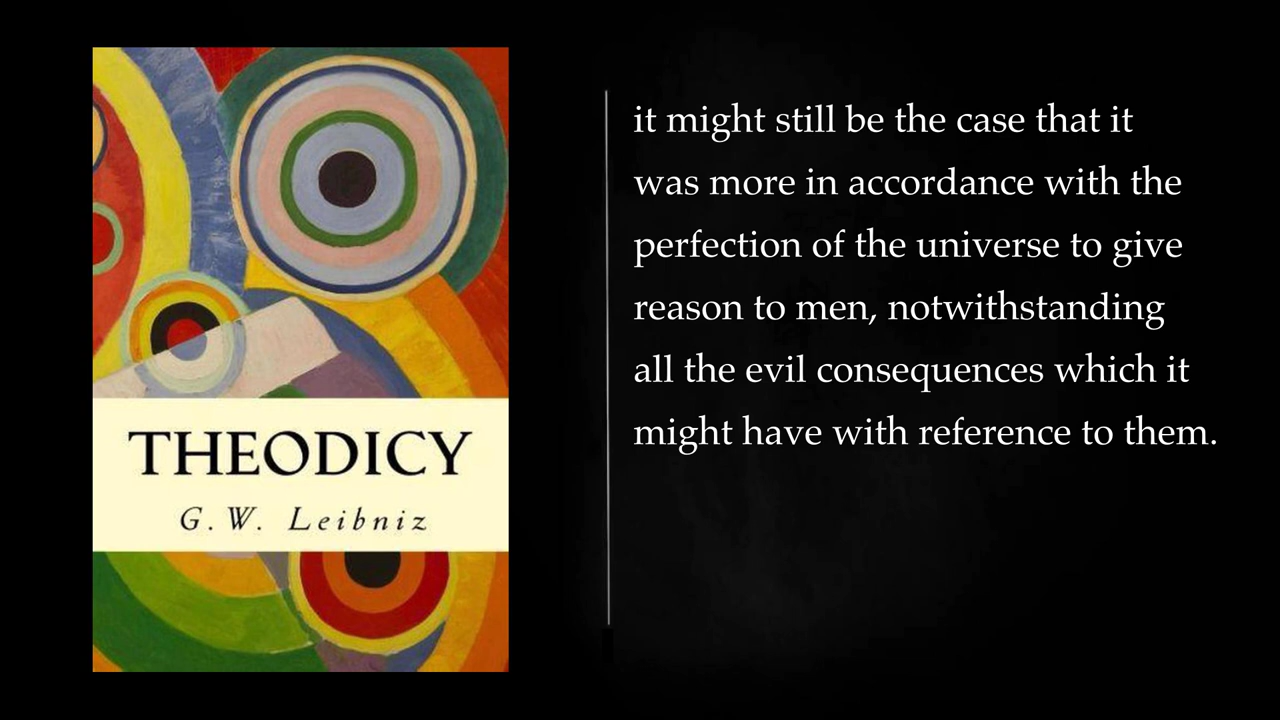 THEODICY
G. W. Leibniz
it might still be the case that it
was more in accordance with the
perfection of the universe to give
reason to men, notwithstanding
all the evil consequences which it
might have with reference to them.